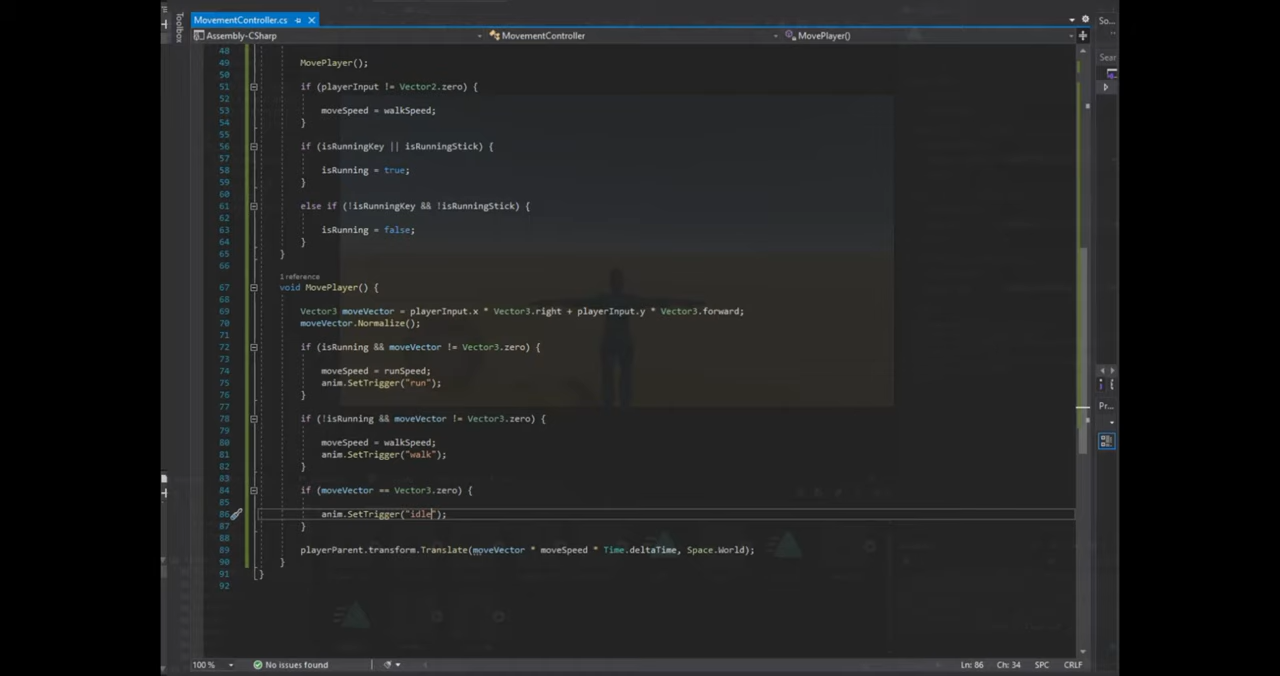 MovementController.cs
Toolbox
So...
Assembly-CSharp
MovementController
MovePlayer()
Sear
48
49 MovePlayer();
50
51 if (playerInput != Vector2.zero) {
52
53 moveSpeed = walkSpeed;
54 }
55
56 if (isRunningKey || isRunningStick) {
57
58 isRunning = true;
59 }
60
61 else if (!isRunningKey && !isRunningStick) {
62
63 isRunning = false;
64 }
65 }
66
1 reference
67 void MovePlayer() {
68
69 Vector3 moveVector = playerInput.x * Vector3.right + playerInput.y * Vector3.forward;
70 moveVector.Normalize();
71
72 if (isRunning && moveVector != Vector3.zero) {
73
74 moveSpeed = runSpeed;
75 anim.SetTrigger("run");
76 }
77
78 if (!isRunning && moveVector != Vector3.zero) {
79
80 moveSpeed = walkSpeed;
81 anim.SetTrigger("walk");
82 }
83
84 if (moveVector == Vector3.zero) {
85
86 anim.SetTrigger("idle");
87 }
88
89 playerParent.transform.Translate(moveVector * moveSpeed * Time.deltaTime, Space.World);
90 }
91 }
92
Pr...
100 %
No issues found
Ln: 86
Ch: 34
SPC
CRLF